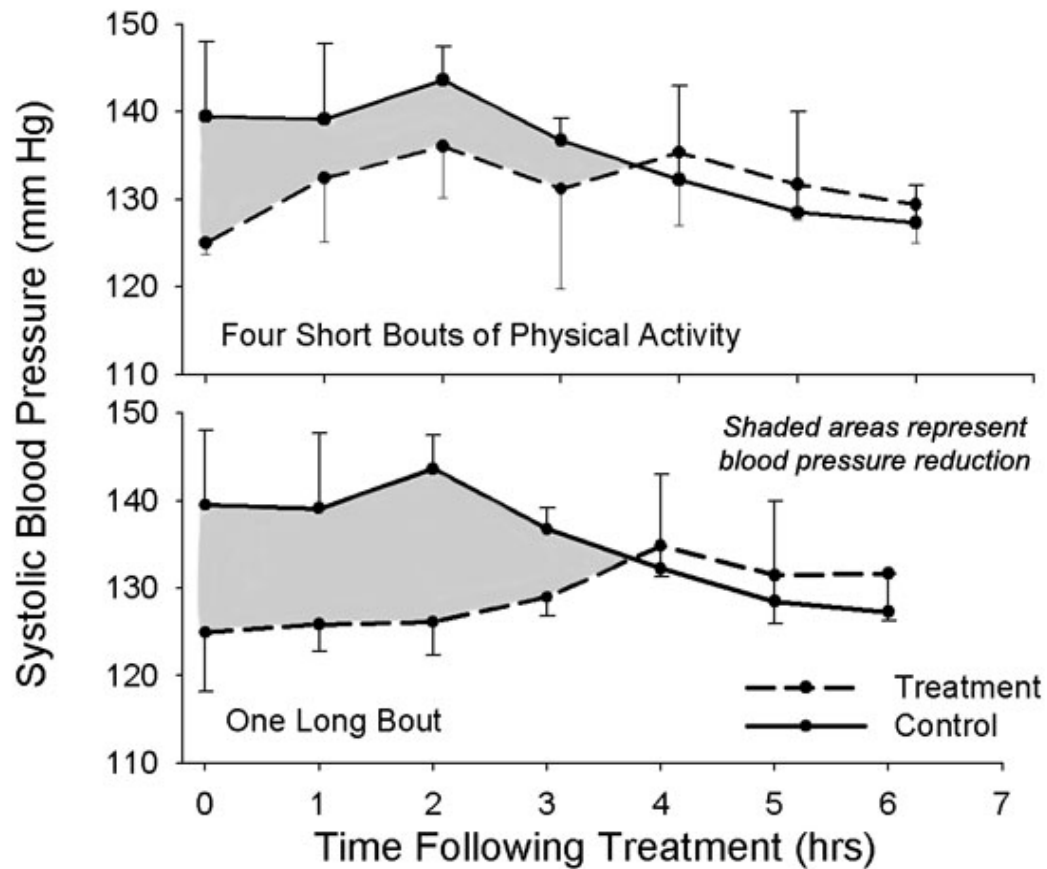 Systolic Blood Pressure (mm Hg)
150
140
130
120
110
Four Short Bouts of Physical Activity
150
140
130
120
110
Shaded areas represent
blood pressure reduction
One Long Bout
Treatment
Control
0 1 2 3 4 5 6 7
Time Following Treatment (hrs)